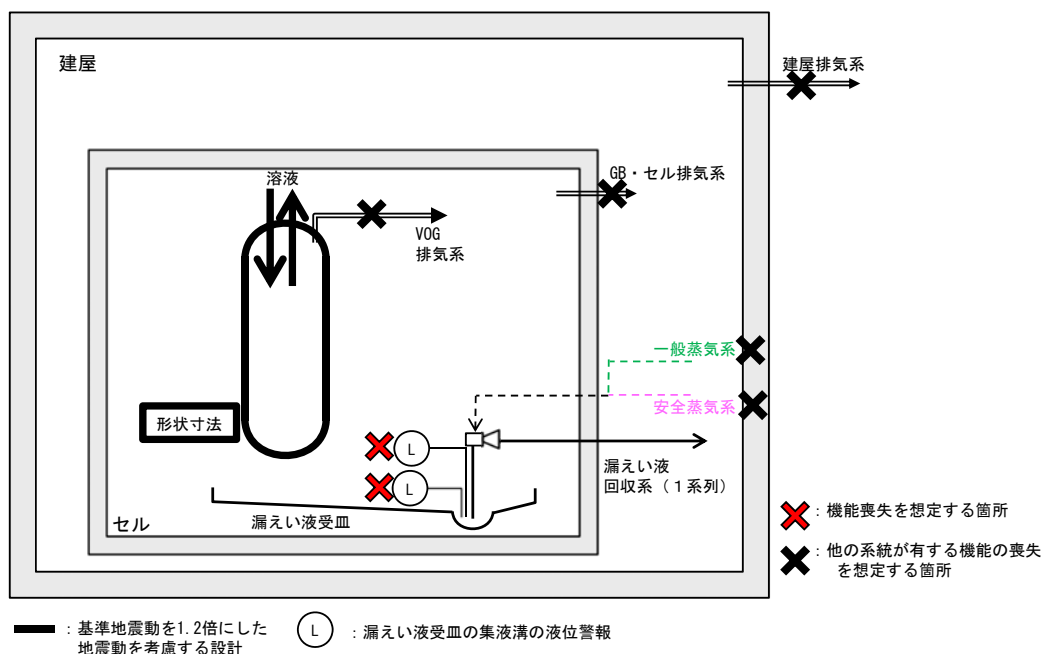 建屋
建屋排気系
溶液
GB・セル排気系
VOG
排気系
一般蒸気系
安全蒸気系
形状寸法
L
L
漏えい液
回収系（１系列）
漏えい液受皿
セル
：機能喪失を想定する箇所
：他の系統が有する機能の喪失
を想定する箇所
：基準地震動を1.2倍にした
地震動を考慮する設計
L
：漏えい液受皿の集液溝の液位警報